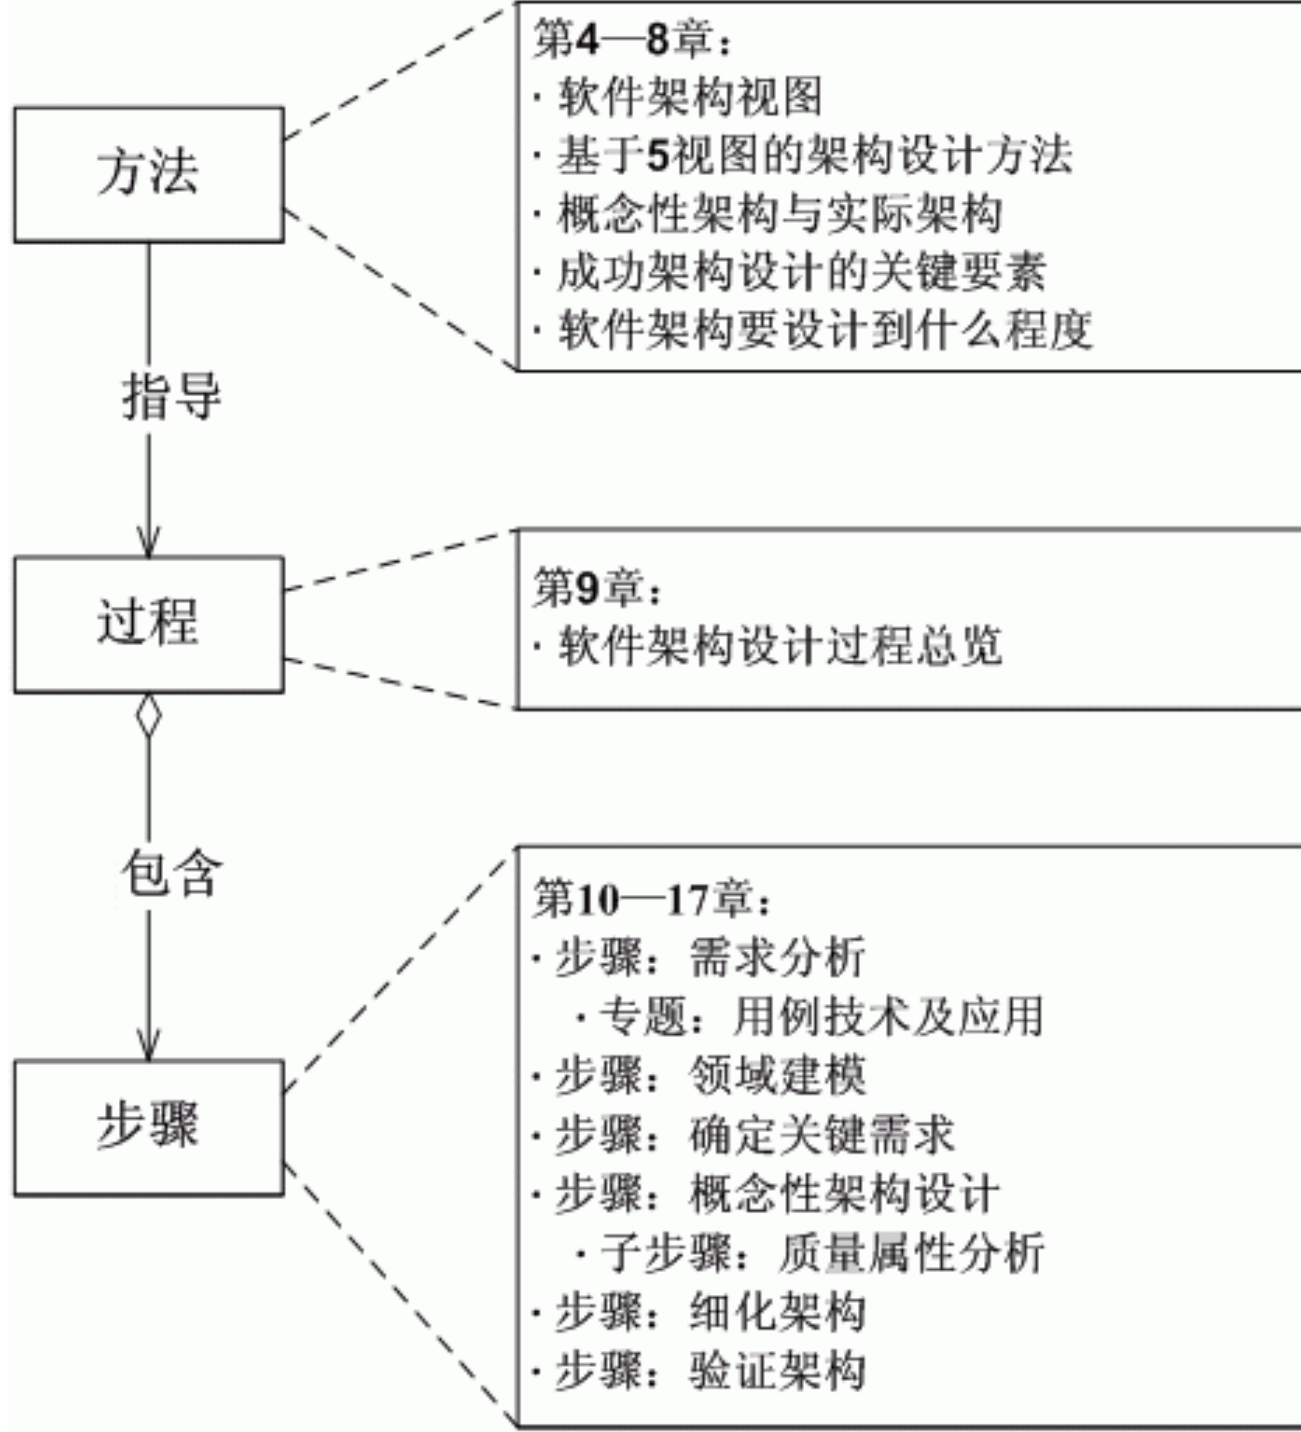 方法
第4—8章：
·软件架构视图
·基于5视图的架构设计方法
·概念性架构与实际架构
·成功架构设计的关键要素
·软件架构要设计到什么程度
指导
过程
第9章：
·软件架构设计过程总览
包含
步骤
第10—17章：
·步骤：需求分析
·专题：用例技术及应用
·步骤：领域建模
·步骤：确定关键需求
·步骤：概念性架构设计
·子步骤：质量属性分析
·步骤：细化架构
·步骤：验证架构